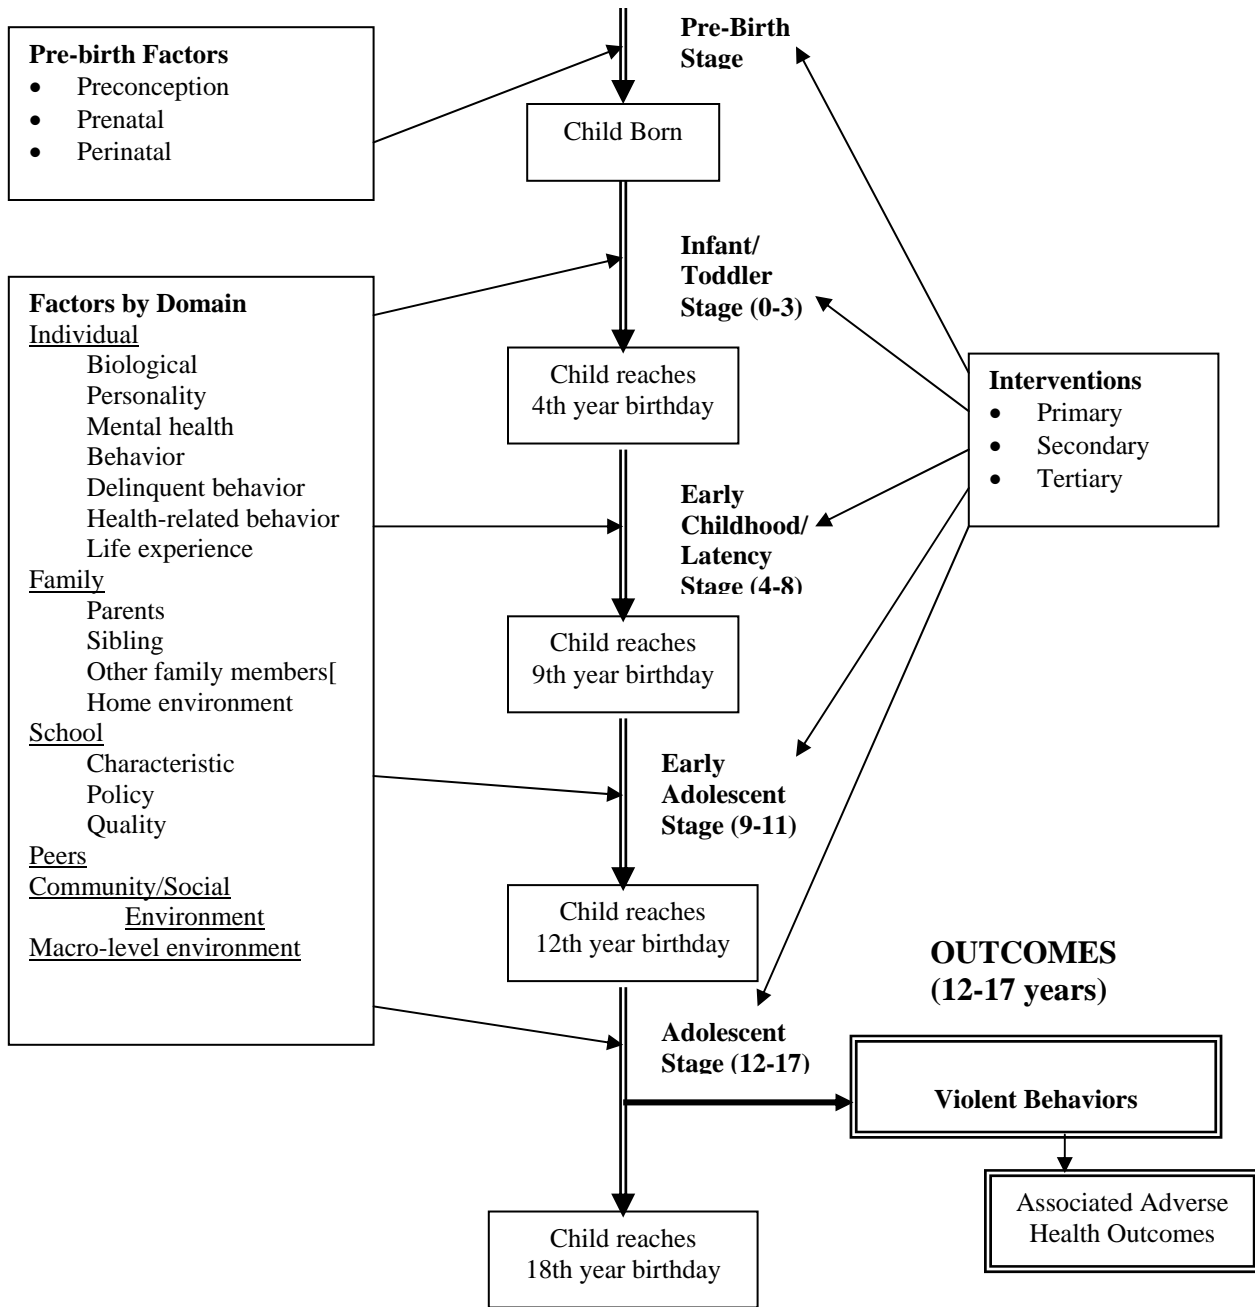 Pre-birth Factors
• Preconception
• Prenatal
• Perinatal
Pre-Birth
Stage
Child Born
Infant/
Toddler
Stage (0-3)
Factors by Domain
Individual
Biological
Personality
Mental health
Behavior
Delinquent behavior
Health-related behavior
Life experience
Family
Parents
Sibling
Other family members[
Home environment
School
Characteristic
Policy
Quality
Peers
Community/Social
Environment
Macro-level environment
Child reaches
4th year birthday
Interventions
• Primary
• Secondary
• Tertiary
Early
Childhood/
Latency
Stage (4-8)
Child reaches
9th year birthday
Early
Adolescent
Stage (9-11)
Child reaches
12th year birthday
OUTCOMES
(12-17 years)
Adolescent
Stage (12-17)
Violent Behaviors
Associated Adverse
Health Outcomes
Child reaches
18th year birthday